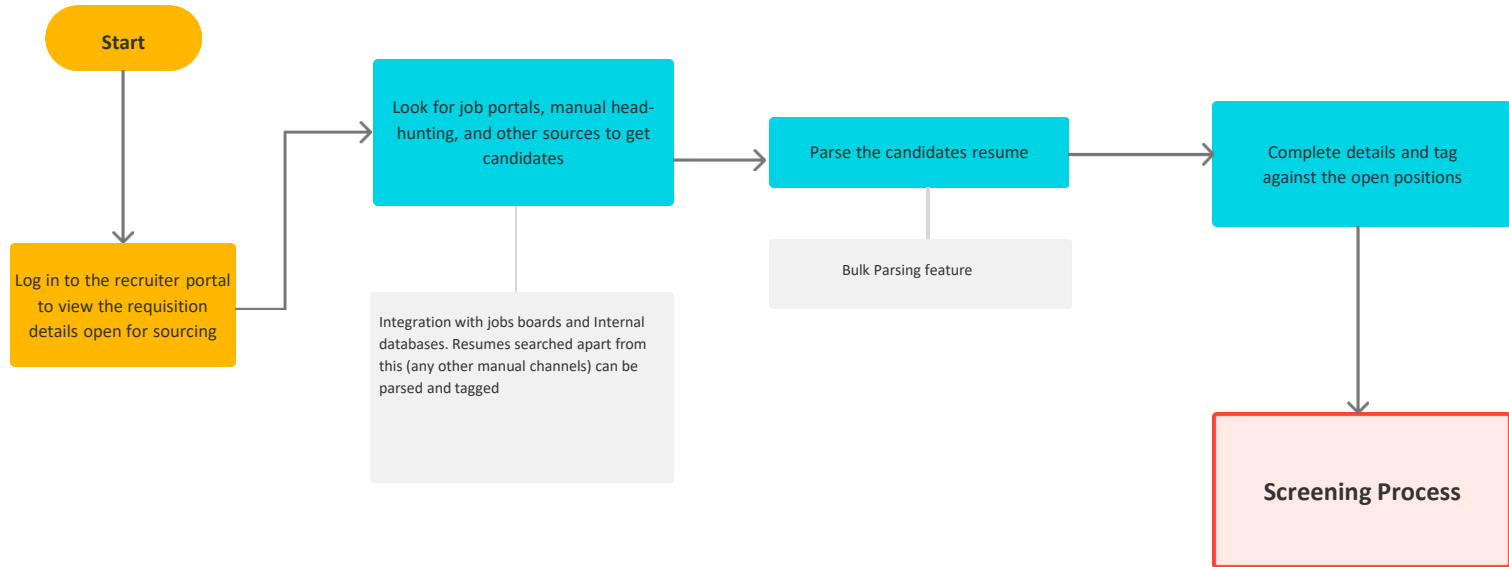 Start
Log in to the recruiter portal
to view the requisition
details open for sourcing
Look for job portals, manual head-
hunting, and other sources to get
candidates
Integration with jobs boards and Internal
databases. Resumes searched apart from
this (any other manual channels) can be
parsed and tagged
Parse the candidates resume
Bulk Parsing feature
Complete details and tag
against the open positions
Screening Process